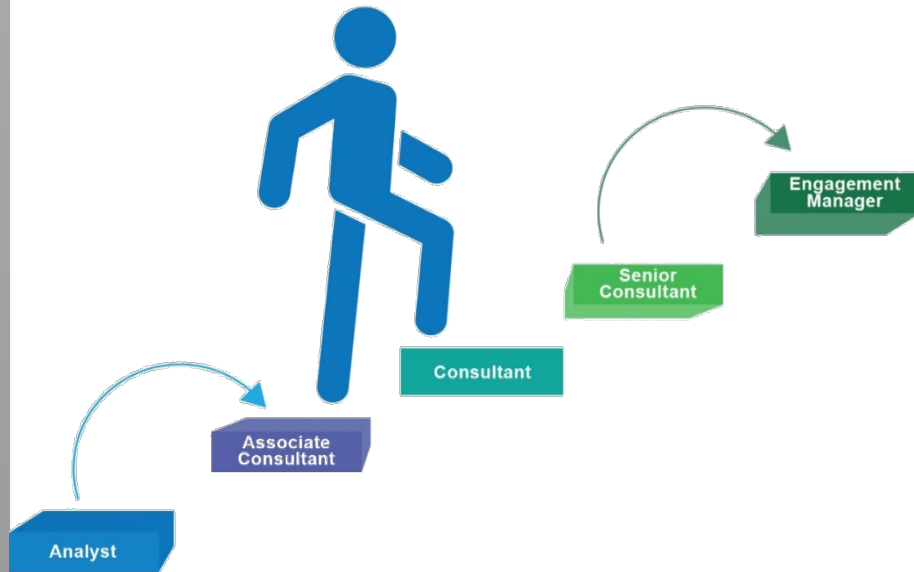 Engagement
Manager
Senior
Consultant
Consultant
Associate
Consultant
Analyst